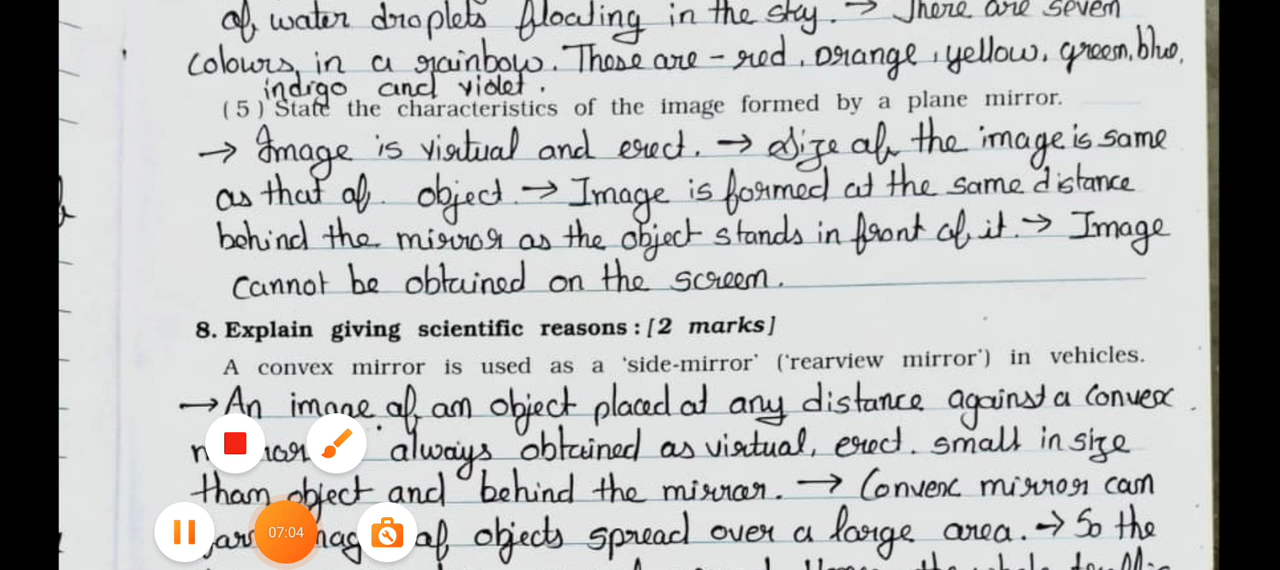 of water droplets floating in the sky. → There are seven
colours in a rainbow. These are - red, orange, yellow, green, blue,
indigo and violet.
(5) State the characteristics of the image formed by a plane mirror.
→ Image is virtual and erect. → Size of the image is same
as that of object → Image is formed at the same distance
behind the mirror as the object stands in front of it. → Image
cannot be obtained on the screen.
8. Explain giving scientific reasons : [2 marks]
A convex mirror is used as a 'side-mirror' ('rearview mirror') in vehicles.
→ An image of an object placed at any distance against a convex
always obtained as virtual, erect, small in size
than object and behind the mirror. → Convex mirror can
of objects spread over a large area. → So the
07:04